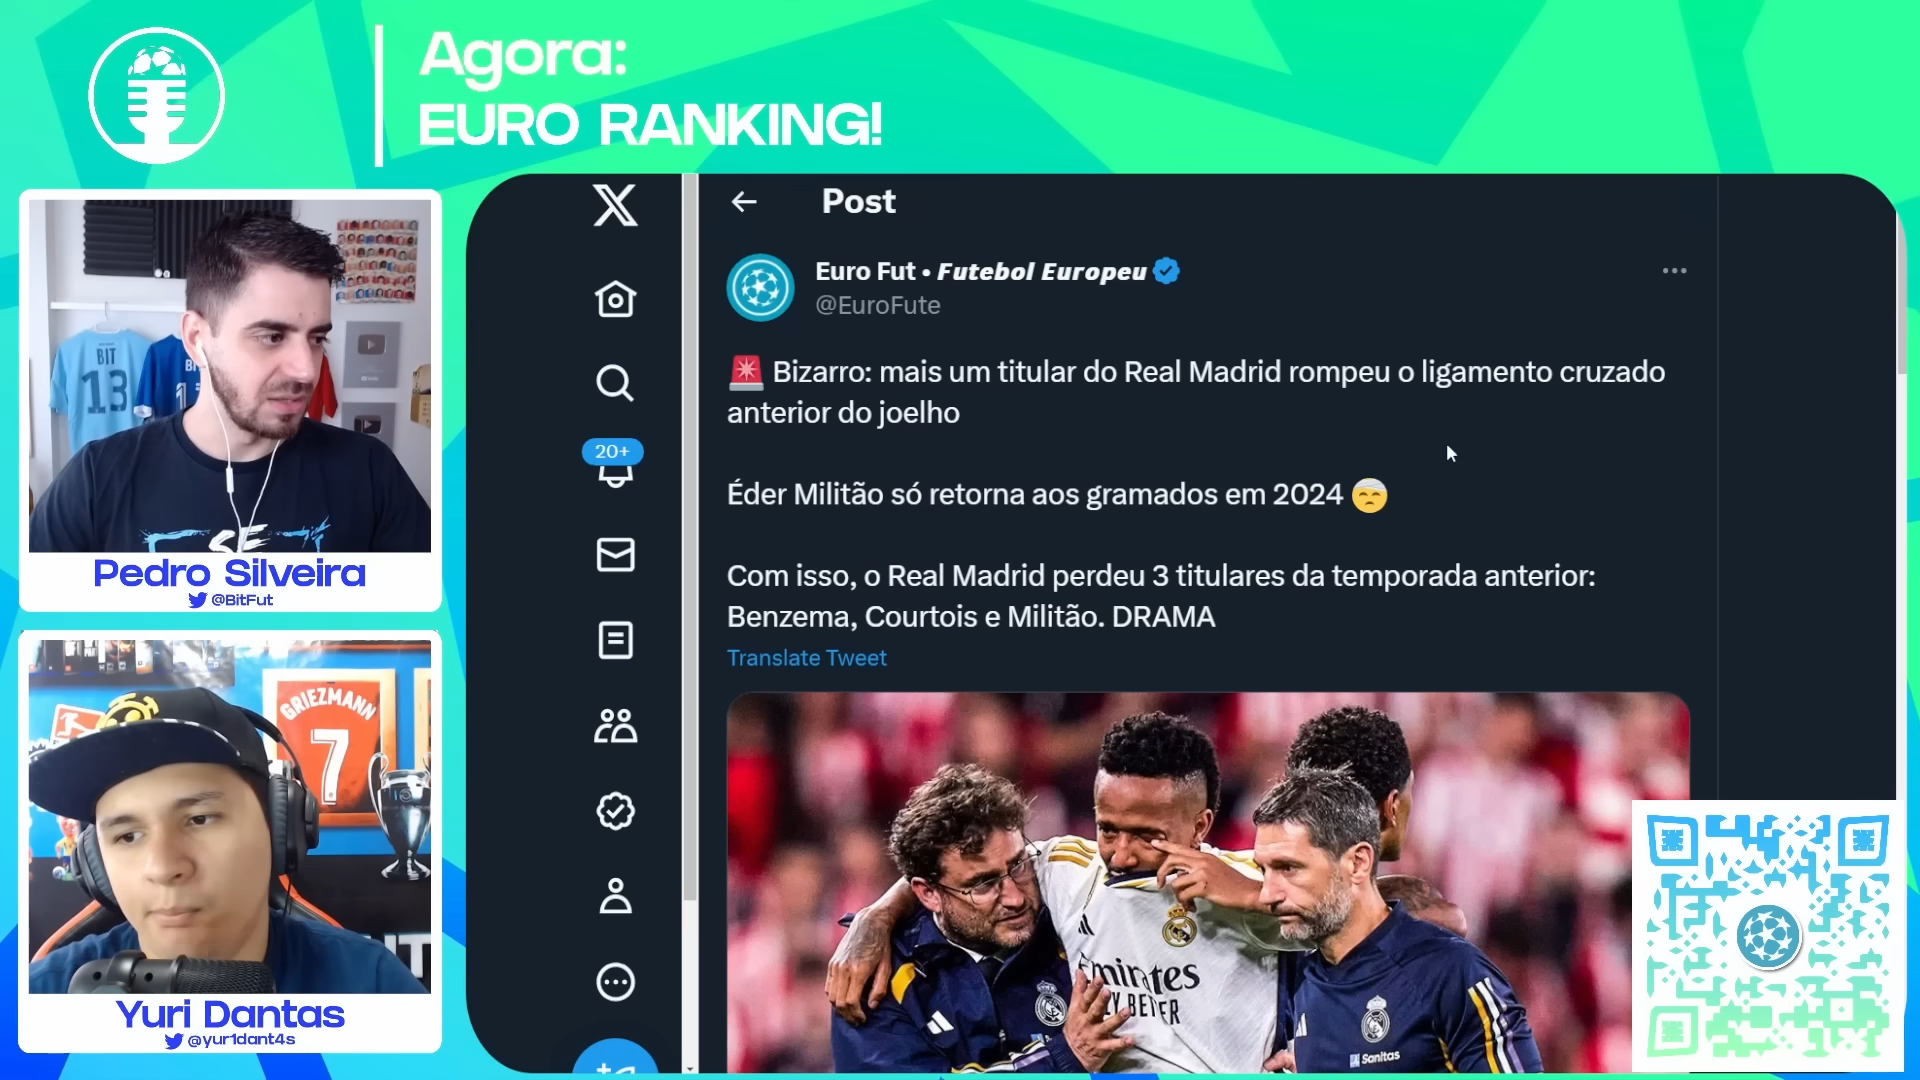 Agora:
EURO RANKING!
BIT
13
Pedro Silveira
@BitFut
GRIEZMANN
7
Yuri Dantas
@yur1dant4s
20+
Post
Euro Fut • Futebol Europeu
@EuroFute
🚨 Bizarro: mais um titular do Real Madrid rompeu o ligamento cruzado
anterior do joelho
Éder Militão só retorna aos gramados em 2024 🤕
Com isso, o Real Madrid perdeu 3 titulares da temporada anterior:
Benzema, Courtois e Militão. DRAMA
Translate Tweet
Emirates
FLY BETTER
Sanitas